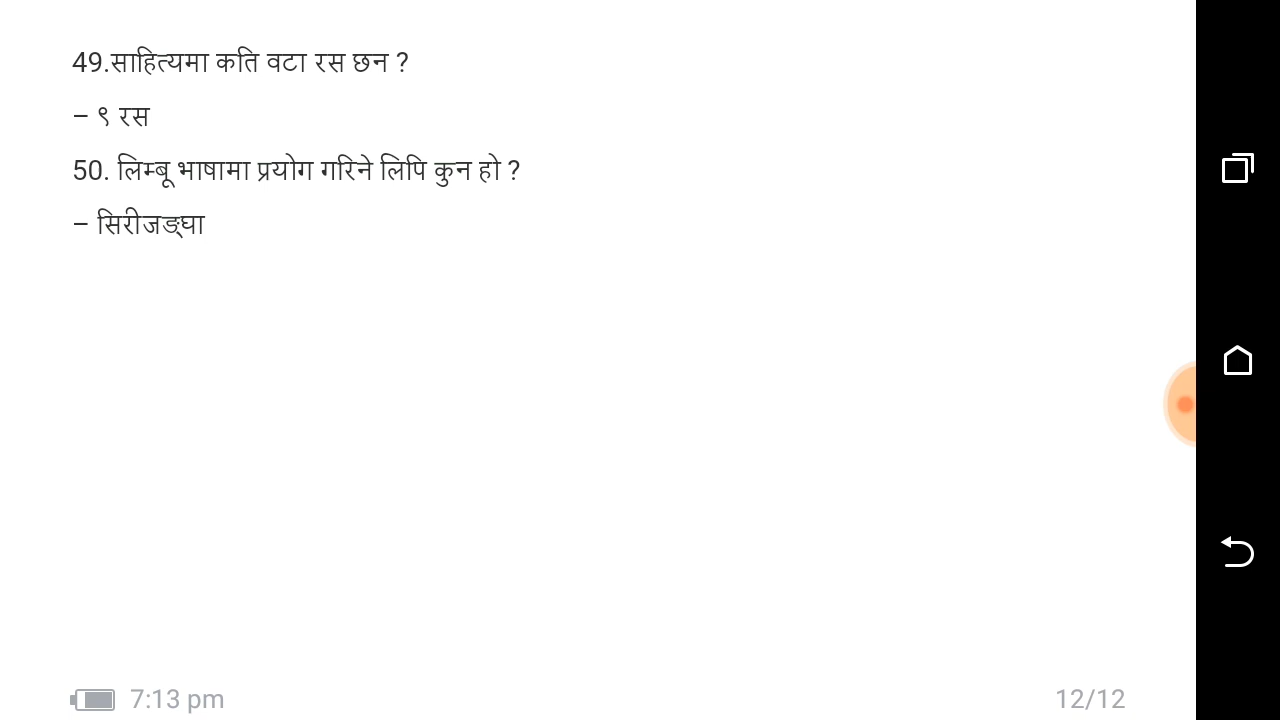 49.साहित्यमा कति वटा रस छन ?
– ९ रस
50. लिम्बू भाषामा प्रयोग गरिने लिपि कुन हो ?
– सिरीजङ्घा
7:13 pm
12/12